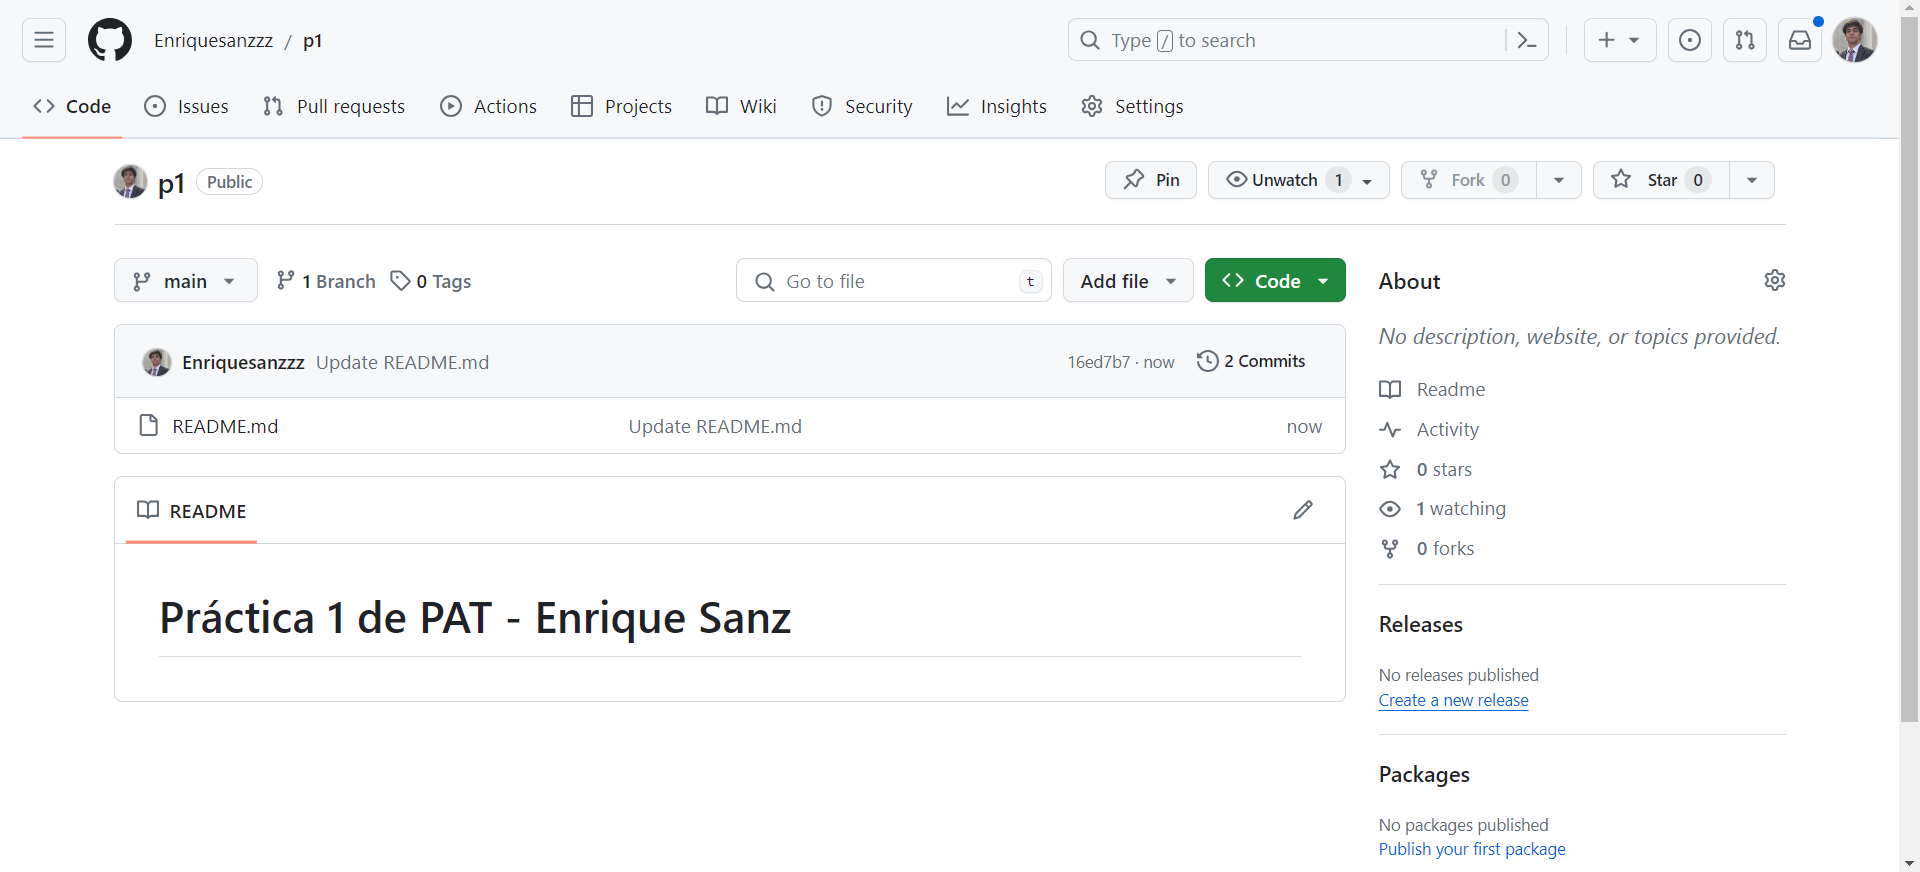 Enriquesanzzz / p1
Type / to search
Code Issues Pull requests Actions Projects Wiki Security Insights Settings
p1 Public
Pin Unwatch 1 Fork 0 Star 0
main 1 Branch 0 Tags
Go to file t
Add file
Code
Enriquesanzzz Update README.md 16ed7b7 · now 2 Commits
README.md Update README.md now
README
Práctica 1 de PAT - Enrique Sanz
About
No description, website, or topics provided.
Readme
Activity
0 stars
1 watching
0 forks
Releases
No releases published
Create a new release
Packages
No packages published
Publish your first package